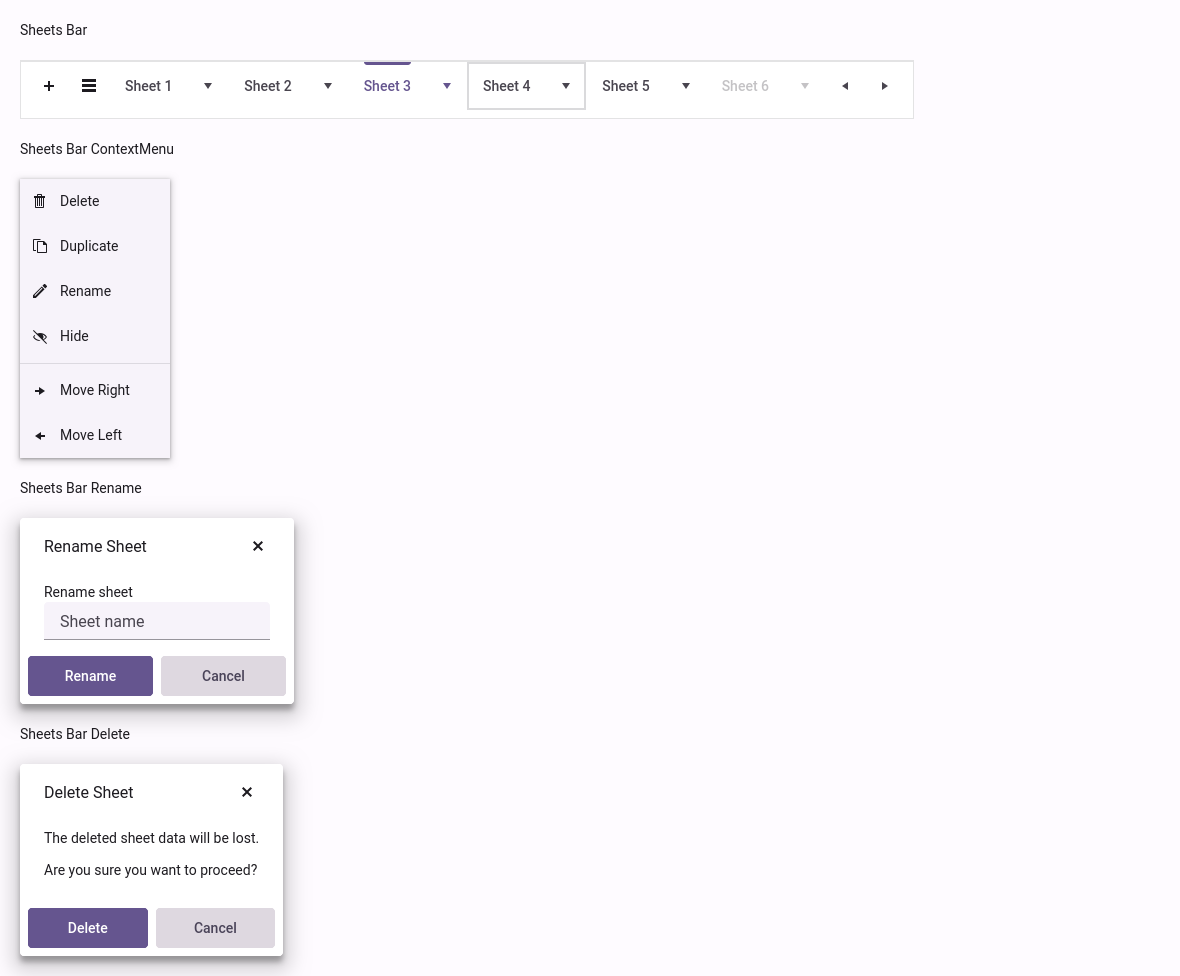 Sheets Bar
Sheet 1 Sheet 2 Sheet 3 Sheet 4 Sheet 5 Sheet 6
Sheets Bar ContextMenu
Delete
Duplicate
Rename
Hide
Move Right
Move Left
Sheets Bar Rename
Rename Sheet
Rename sheet
Sheet name
Rename Cancel
Sheets Bar Delete
Delete Sheet
The deleted sheet data will be lost.
Are you sure you want to proceed?
Delete Cancel